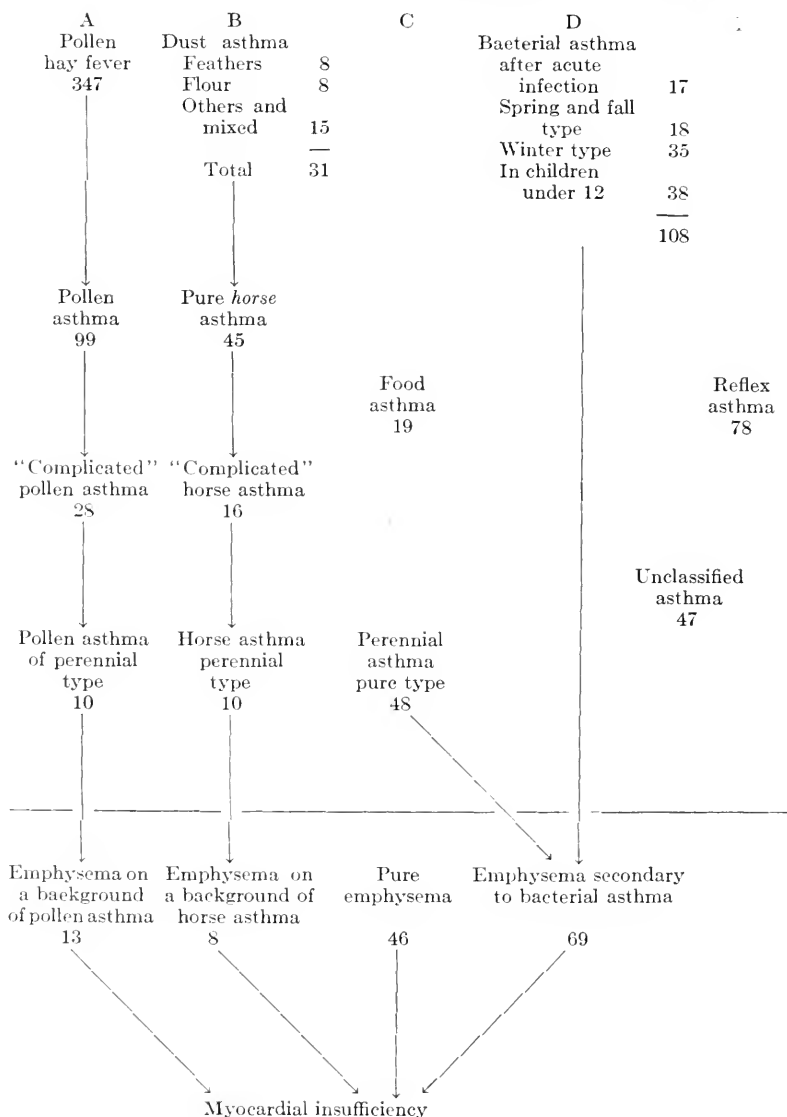 A B C D
Pollen
hay fever
347
Dust asthma
Feathers 8
Flour 8
Others and
mixed 15
Total 31
Bacterial asthma
after acute
infection 17
Spring and fall
type 18
Winter type 35
In children
under 12 38
108
Pollen
asthma
99
Pure horse
asthma
45
Food
asthma
19
Reflex
asthma
78
"Complicated"
pollen asthma
28
"Complicated"
horse asthma
16
Unclassified
asthma
47
Pollen asthma
of perennial
type
10
Horse asthma
perennial
type
10
Perennial
asthma
pure type
48
Emphysema on
a background
of pollen asthma
13
Emphysema on
a background of
horse asthma
8
Pure
emphysema
46
Emphysema secondary
to bacterial asthma
69
Myocardial insufficiency